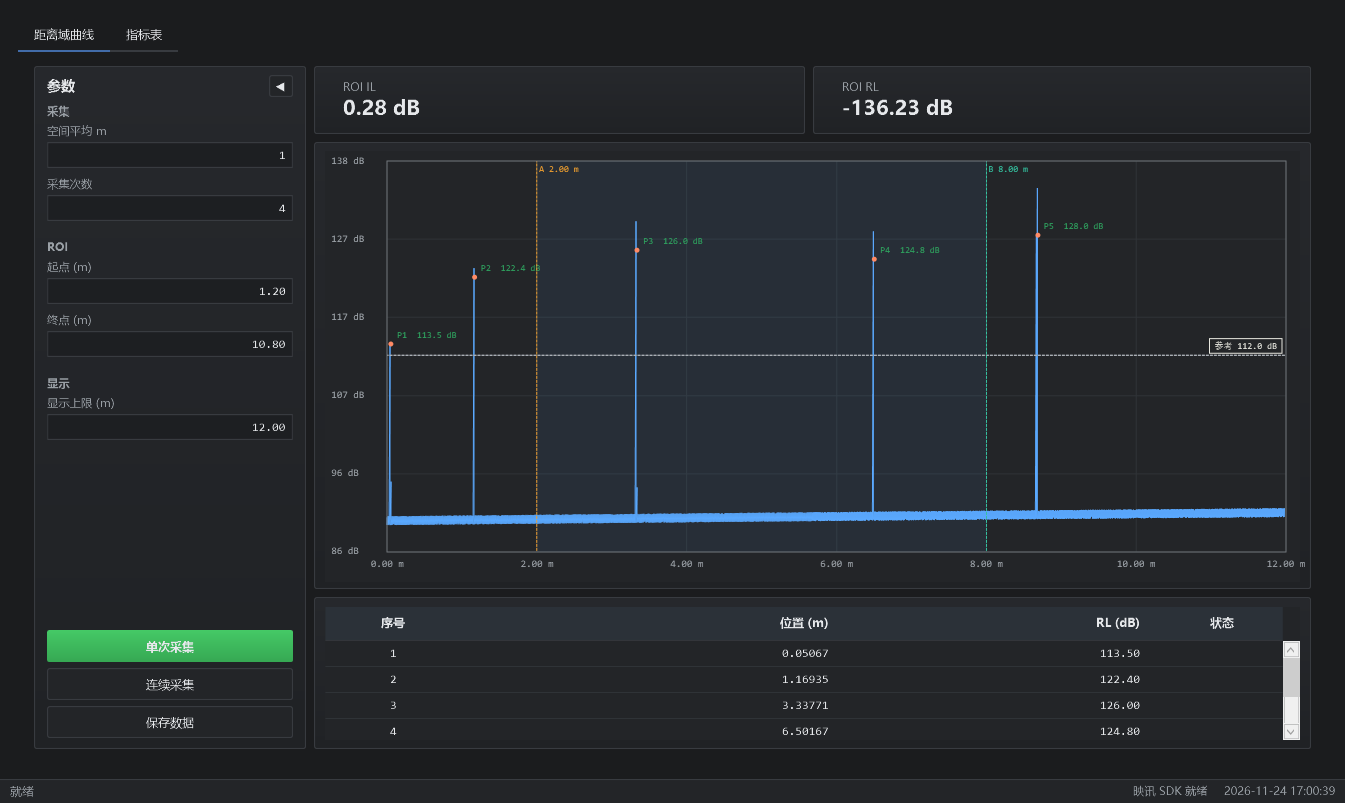 距离域曲线 指标表
参数 ◀
采集
空间平均 m
1
采集次数
4
ROI
起点 (m)
1.20
终点 (m)
10.80
显示
显示上限 (m)
12.00
单次采集
连续采集
保存数据
ROI IL
0.28 dB
ROI RL
-136.23 dB
138 dB
127 dB
117 dB
107 dB
96 dB
86 dB
A 2.00 m
B 8.00 m
P1 113.5 dB
P2 122.4 dB
P3 126.0 dB
P4 124.8 dB
P5 128.0 dB
参考 112.0 dB
0.00 m 2.00 m 4.00 m 6.00 m 8.00 m 10.00 m 12.00 m
序号 位置 (m) RL (dB) 状态
1 0.05067 113.50
2 1.16935 122.40
3 3.33771 126.00
4 6.50167 124.80
就绪 映讯 SDK 就绪 2026-11-24 17:00:39